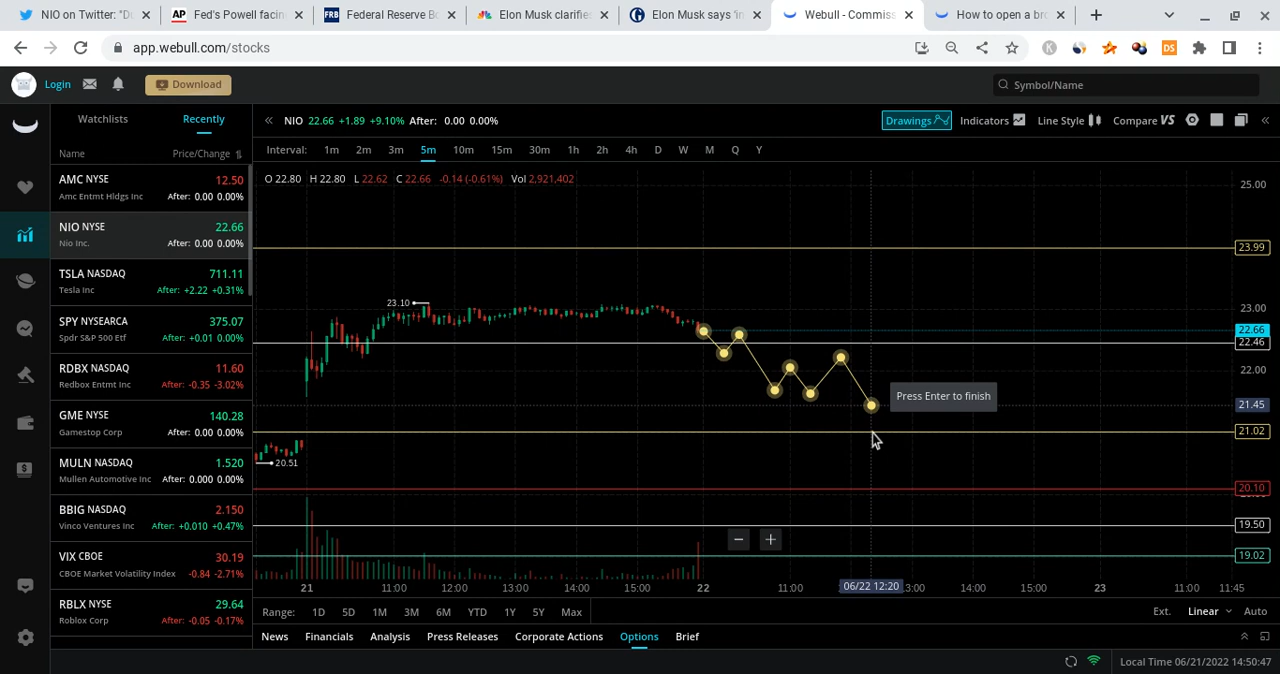 NIO on Twitter: "Du
Fed's Powell facin
Federal Reserve Bo
Elon Musk clarifie
Elon Musk says 'in
Webull - Commiss
How to open a bro
app.webull.com/stocks
Login
Download
Symbol/Name
Watchlists
Recently
NIO 22.66 +1.89 +9.10% After: 0.00 0.00%
Drawings
Indicators
Line Style
Compare VS
Name
Price/Change
Interval: 1m 2m 3m 5m 10m 15m 30m 1h 2h 4h D W M Q Y
O 22.80 H 22.80 L 22.62 C 22.66 -0.14 (-0.61%) Vol 2,921,402
AMC NYSE 12.50
Amc Entmt Hldgs Inc After: 0.00 0.00%
NIO NYSE 22.66
Nio Inc. After: 0.00 0.00%
TSLA NASDAQ 711.11
Tesla Inc After: +2.22 +0.31%
SPY NYSEARCA 375.07
Spdr S&P 500 Etf After: +0.01 0.00%
RDBX NYSE 11.60
Redbox Entmt Inc After: -0.35 -3.02%
GME NYSE 140.28
Gamestop Corp After: 0.00 0.00%
MULN NASDAQ 1.520
Mullen Automotive Inc After: 0.000 0.00%
BBIG NASDAQ 2.150
Vinco Ventures Inc After: +0.010 +0.47%
VIX CBOE 30.19
CBOE Market Volatility Index -0.84 -2.71%
RBLX NYSE 29.64
Roblox Corp After: -0.05 -0.17%
25.00
23.99
23.10
23.00
22.66
22.46
22.00
Press Enter to finish
21.45
21.02
20.51
20.10
19.50
19.02
21 11:00 12:00 13:00 14:00 15:00 22 11:00 06/22 12:20 3:00 14:00 15:00 23 11:00 11:45
Range: 1D 5D 1M 3M 6M YTD 1Y 5Y Max
Ext. Linear Auto
News Financials Analysis Press Releases Corporate Actions Options Brief
Local Time 06/21/2022 14:50:47